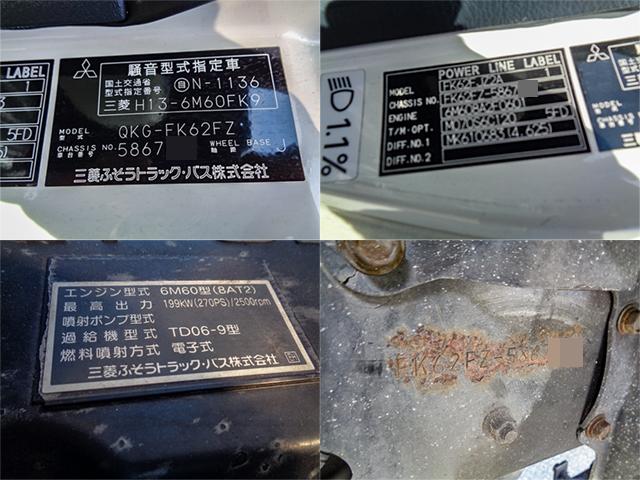 LABEL
5FD
騒音型式指定車
国土交通省
型式指定番号
自N-1136
三菱 H13-6M60FK9
MODEL
型式
QKG-FK62FZ
CHASSIS NO.
車台番号
5867
WHEEL BASE
軸距
J
三菱ふそうトラック・バス株式会社
1.1%
POWER LINE LABEL
MODEL
CHASSIS NO.
FK62FZ-5867
ENGINE
T/M·OPT.
5FD
DIFF.NO.1
DIFF.NO.2
エンジン型式 6M60型(8AT2)
最高出力 199kW(270PS)/2500rpm
噴射ポンプ型式
過給機型式 TD06-9型
燃料噴射方式 電子式
三菱ふそうトラック・バス株式会社
FK62FZ-586